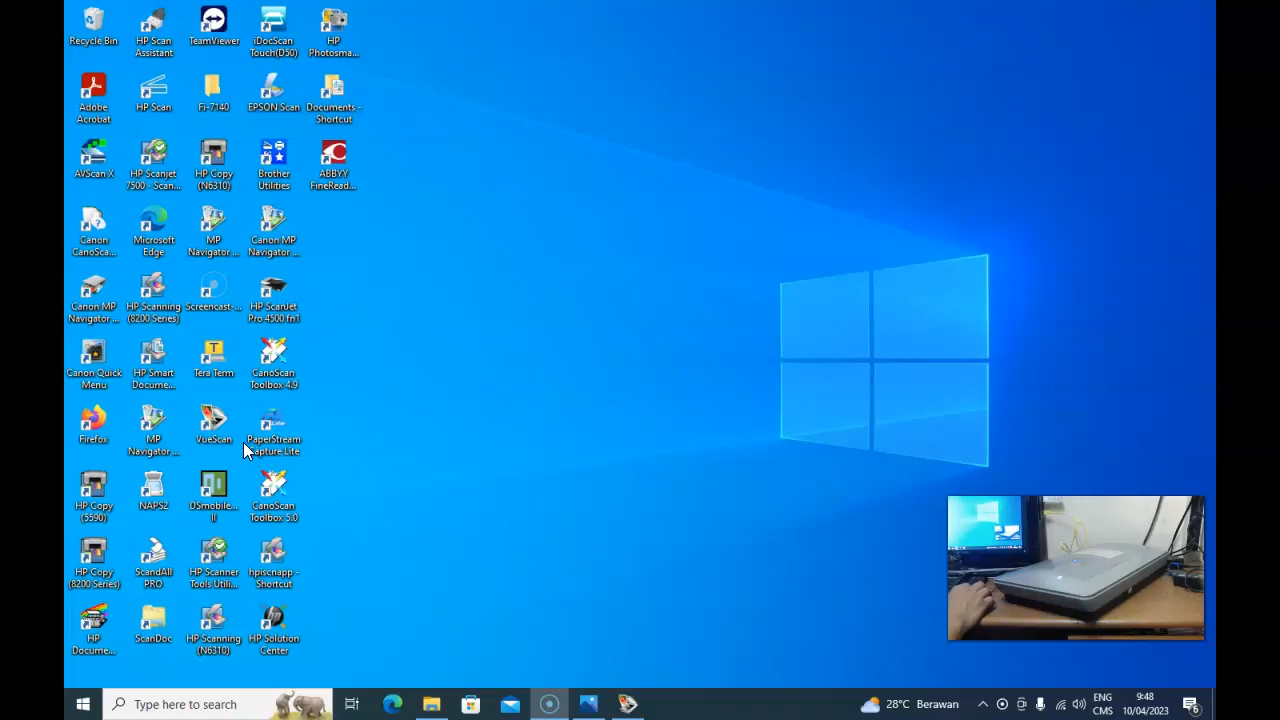 Recycle Bin
HP Scan
Assistant
TeamViewer
iDocScan
Touch(D50)
HP
Photosma...
Adobe
Acrobat
HP Scan
Fi-7140
EPSON Scan
Documents -
Shortcut
AVScan X
HP Scanjet
7500 - Scan...
HP Copy
(N6310)
Brother
Utilities
ABBYY
FineRead...
Canon
CanoSca...
Microsoft
Edge
MP
Navigator ...
Canon MP
Navigator ...
Canon MP
Navigator ...
HP Scanning
(8200 Series)
Screencast-...
HP ScanJet
Pro 4500 fn1
Canon Quick
Menu
HP Smart
Docume...
Tera Term
CanoScan
Toolbox 4.9
Firefox
MP
Navigator ...
VueScan
PaperStream
Capture Lite
HP Copy
(5590)
NAPS2
DSmobile...
II
CanoScan
Toolbox 5.0
HP Copy
(8200 Series)
ScandAll
PRO
HP Scanner
Tools Utili...
hpiscnapp -
Shortcut
HP
Docume...
ScanDoc
HP Scanning
(N6310)
HP Solution
Center
Type here to search
28°C Berawan
ENG
CMS
9:48
10/04/2023
6